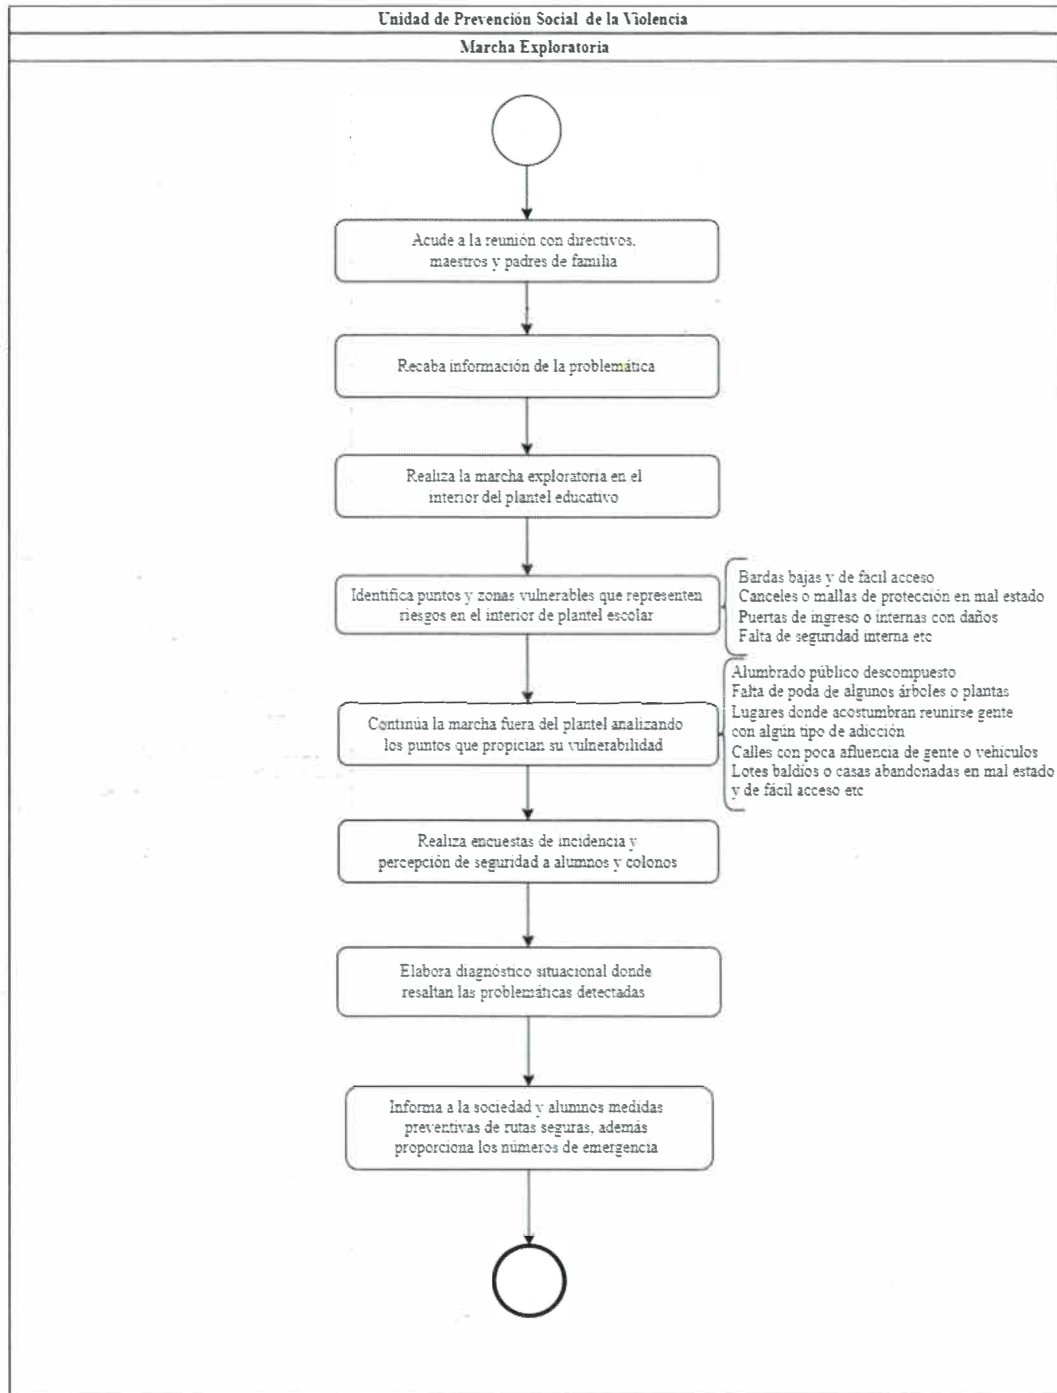 Unidad de Prevención Social de la Violencia
Marcha Exploratoria
Acude a la reunión con directivos,
maestros y padres de familia
Recaba información de la problemática
Realiza la marcha exploratoria en el
interior del plantel educativo
Identifica puntos y zonas vulnerables que representen
riesgos en el interior de plantel escolar
Bardas bajas y de facil acceso
Canceles o mallas de protección en mal estado
Puertas de ingreso o internas con daños
Falta de seguridad interna etc
Continúa la marcha fuera del plantel analizando
los puntos que propician su vulnerabilidad
Alumbrado público descompuesto
Falta de poda de algunos árboles o plantas
Lugares donde acostumbran reunirse gente
con algún tipo de adicción
Calles con poca afluencia de gente o vehículos
Lotes baldíos o casas abandonadas en mal estado
y de fácil acceso etc
Realiza encuestas de incidencia y
percepción de seguridad a alumnos y colonos
Elabora diagnóstico situacional donde
resaltan las problemáticas detectadas
Informa a la sociedad y alumnos medidas
preventivas de rutas seguras, además
proporciona los números de emergencia